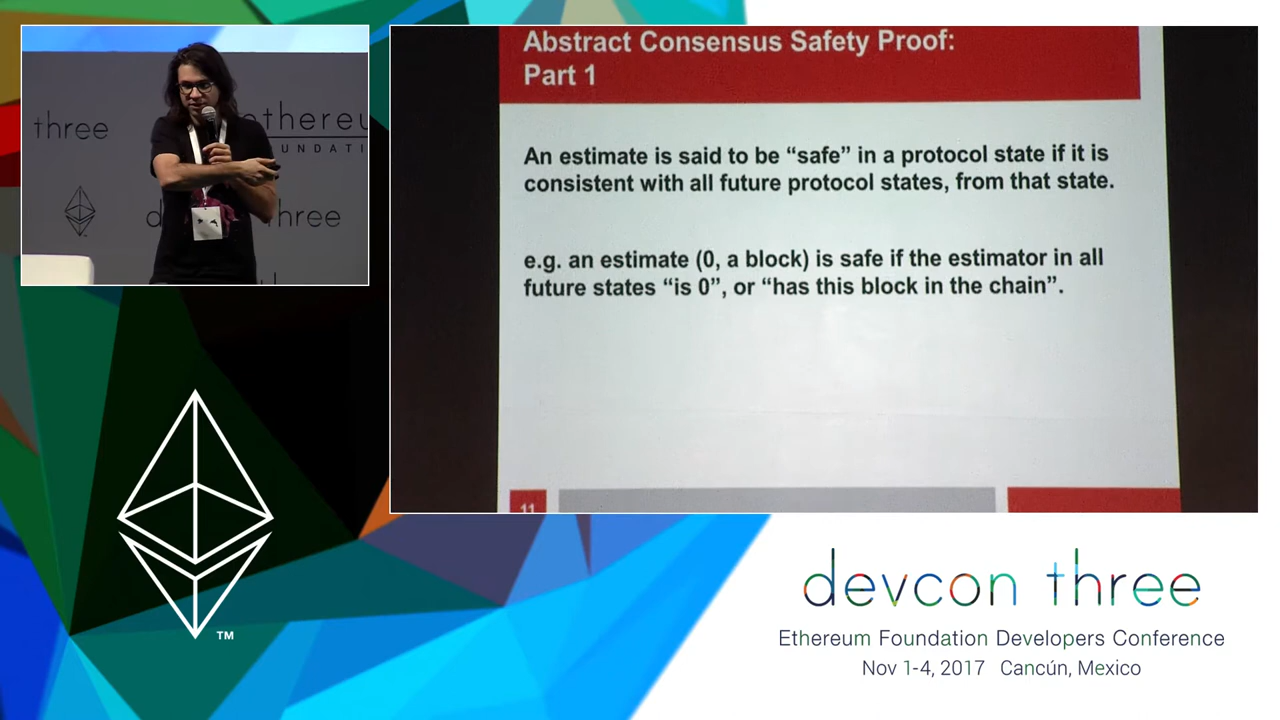 three
ethereu
FOUNDATI
d
three
Abstract Consensus Safety Proof:
Part 1
An estimate is said to be “safe” in a protocol state if it is
consistent with all future protocol states, from that state.
e.g. an estimate (0, a block) is safe if the estimator in all
future states “is 0”, or “has this block in the chain”.
11
TM
devcon three
Ethereum Foundation Developers Conference
Nov 1-4, 2017 Cancún, Mexico